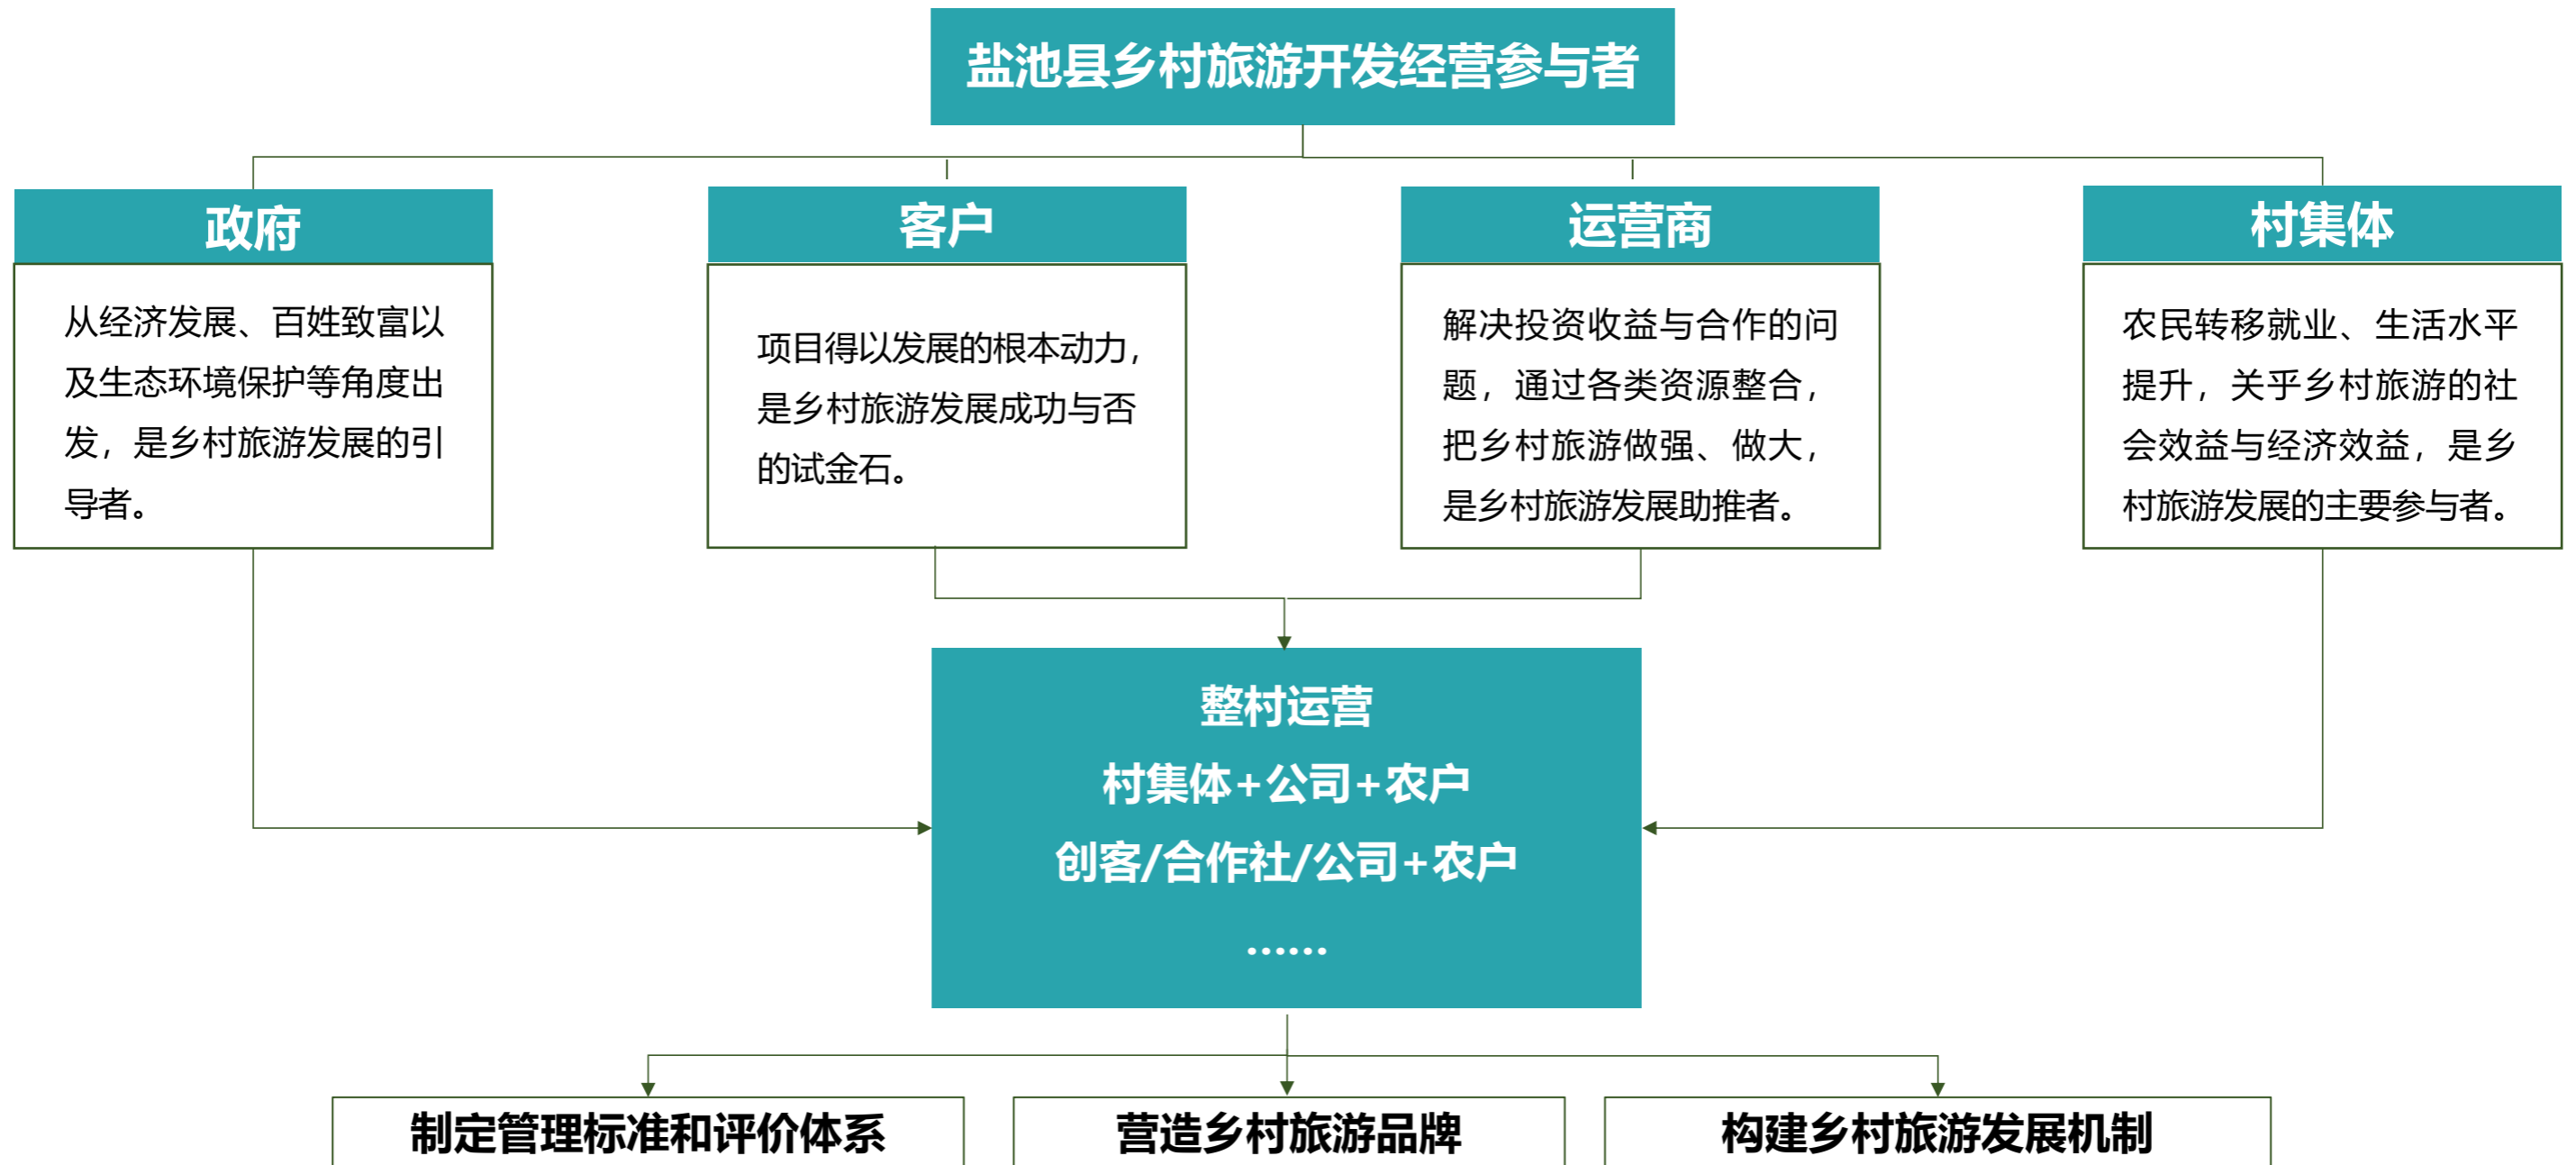 盐池县乡村旅游开发经营参与者
政府
从经济发展、百姓致富以
及生态环境保护等角度出
发，是乡村旅游发展的引
导者。
客户
项目得以发展的根本动力，
是乡村旅游发展成功与否
的试金石。
运营商
解决投资收益与合作的问
题，通过各类资源整合，
把乡村旅游做强、做大，
是乡村旅游发展助推者。
村集体
农民转移就业、生活水平
提升，关乎乡村旅游的社
会效益与经济效益，是乡
村旅游发展的主要参与者。
整村运营
村集体+公司+农户
创客/合作社/公司+农户
……
制定管理标准和评价体系
营造乡村旅游品牌
构建乡村旅游发展机制